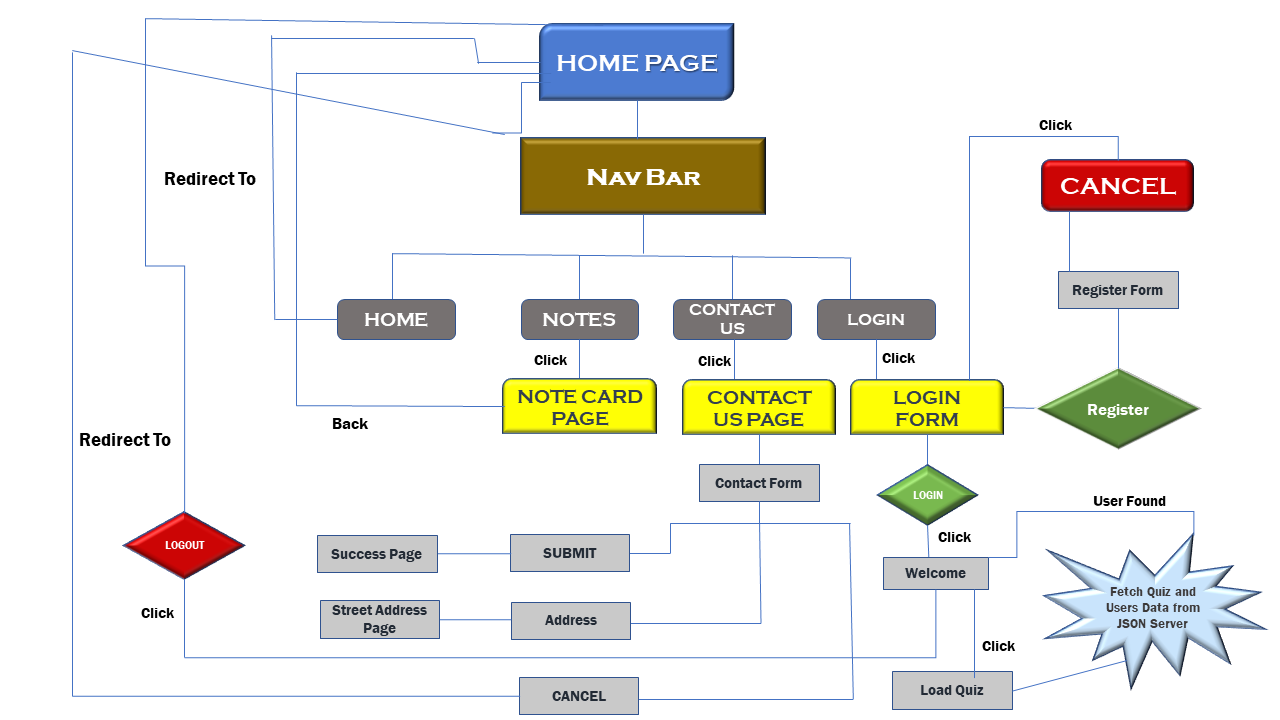 HOME PAGE
Click
Redirect To
NAV BAR
CANCEL
Register Form
HOME
NOTES
CONTACT
US
LOGIN
Click
Click
Click
NOTE CARD
PAGE
CONTACT
US PAGE
LOGIN
FORM
Register
Back
Redirect To
Contact Form
LOGIN
User Found
LOGOUT
Success Page
SUBMIT
Click
Welcome
Fetch Quiz and
Users Data from
JSON Server
Click
Street Address
Page
Address
Click
CANCEL
Load Quiz